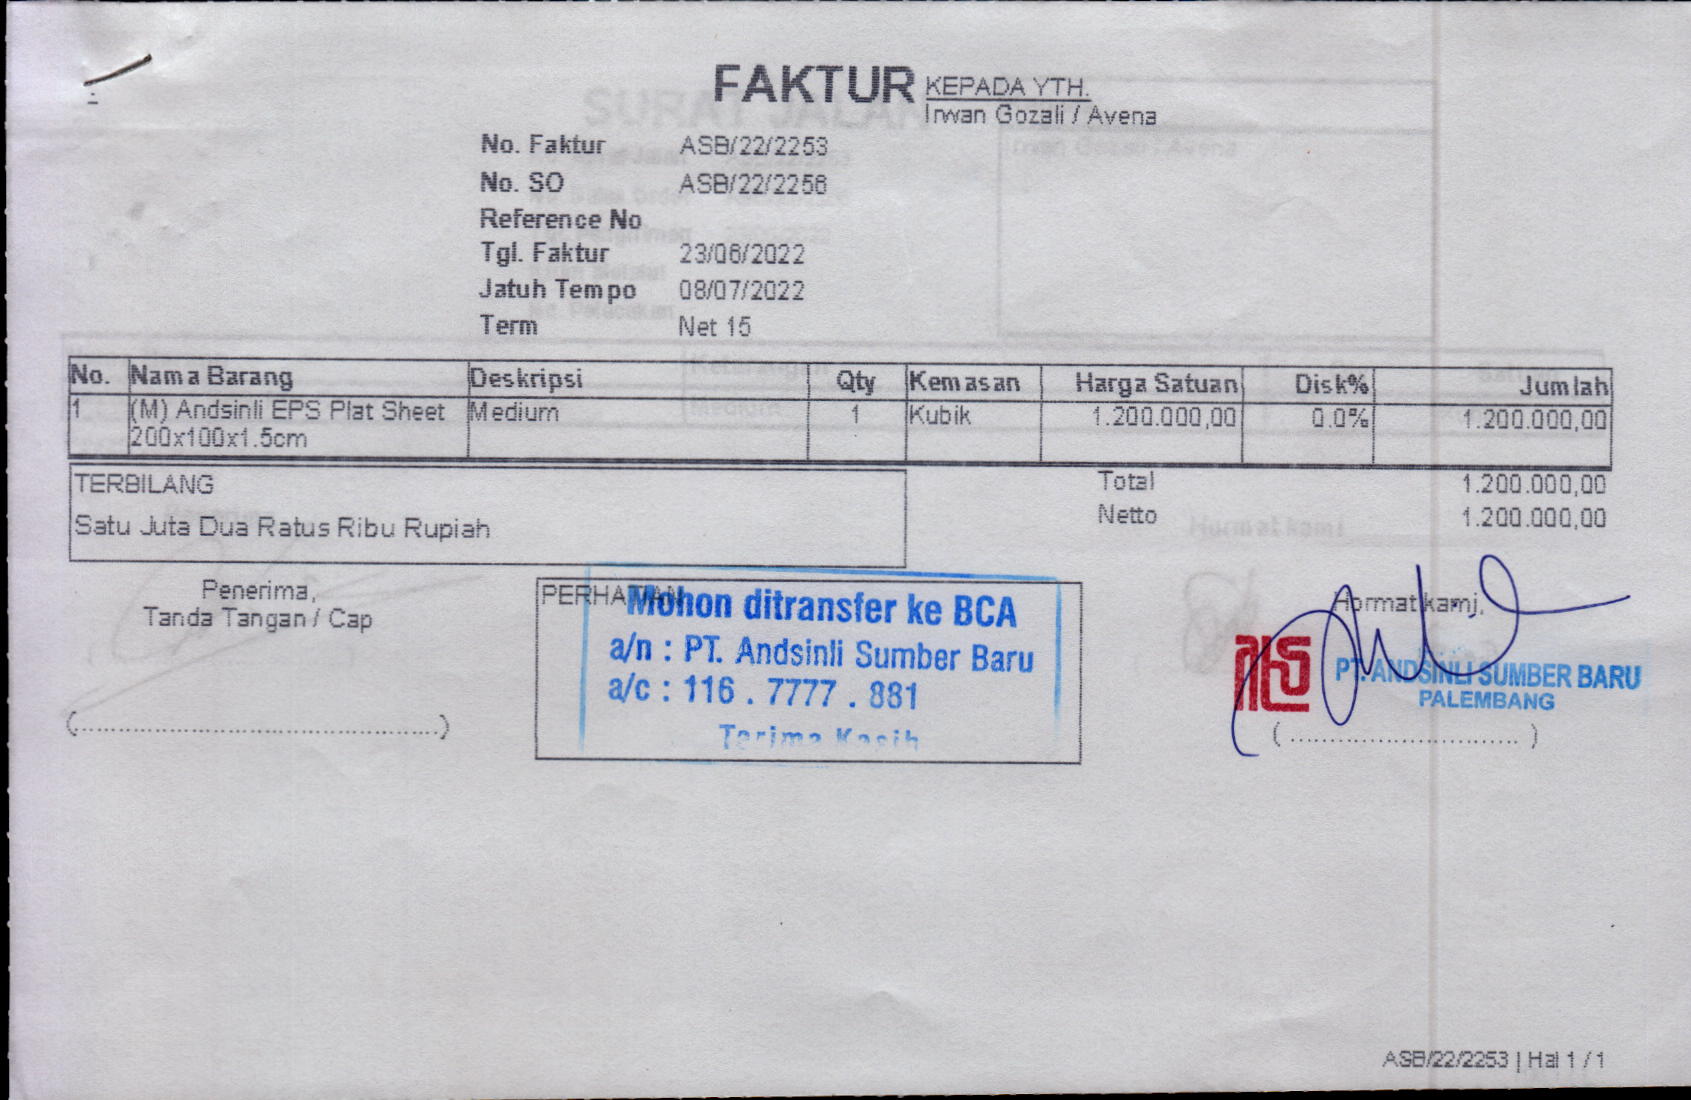 FAKTUR
KEPADA YTH.
Irwan Gozali / Avena
No. Faktur ASB/22/2253
No. SO ASB/22/2256
Reference No
Tgl. Faktur 23/06/2022
Jatuh Tempo 08/07/2022
Term Net 15
No. Nama Barang Deskripsi Qty Kemasan Harga Satuan Disk% Jumlah
1 (M) Andsinli EPS Plat Sheet Medium 1 Kubik 1.200.000,00 0.0% 1.200.000,00
200x100x1.5cm
TERBILANG
Satu Juta Dua Ratus Ribu Rupiah
Total 1.200.000,00
Netto 1.200.000,00
Penerima,
Tanda Tangan / Cap
(............................................)
PERHATIAN
Mohon ditransfer ke BCA
a/n : PT. Andsinli Sumber Baru
a/c : 116 . 7777 . 881
Terima Kasih
Hormat kami,
PT. ANDSINLI SUMBER BARU
PALEMBANG
(............................)
ASB/22/2253 | Hal 1 / 1